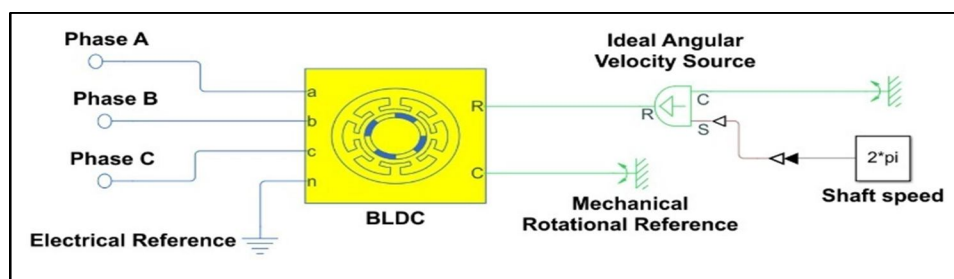 Phase A
Phase B
Phase C
Electrical Reference
a
b
c
n
R
C
BLDC
Mechanical
Rotational Reference
Ideal Angular
Velocity Source
R
C
S
2*pi
Shaft speed